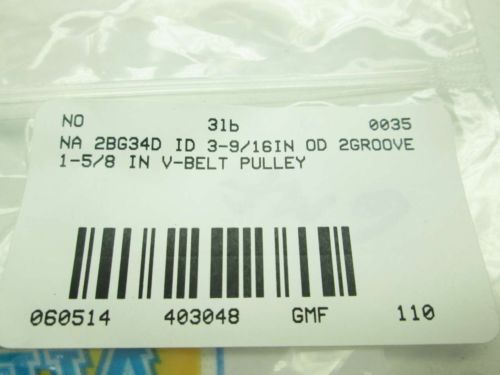 NO 3lb 0035
NA 2BG34D ID 3-9/16IN OD 2GROOVE
1-5/8 IN V-BELT PULLEY
060514 403048 GMF 110